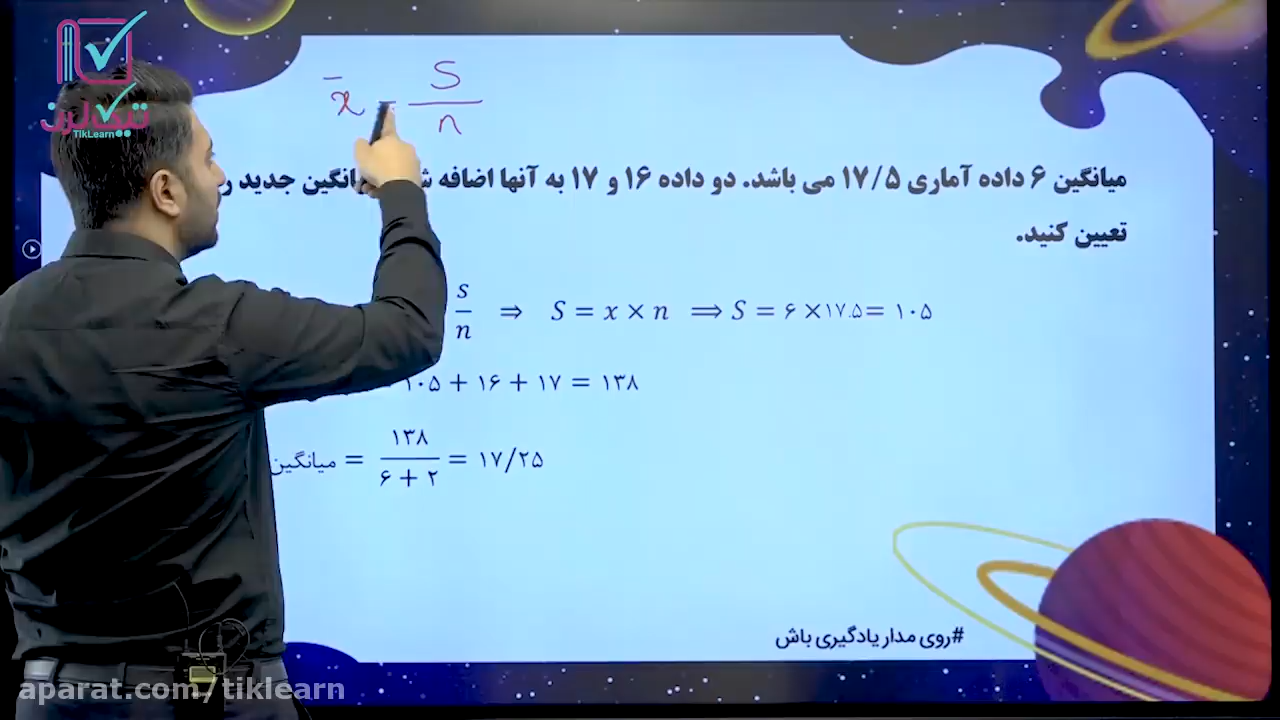 تیک لرن
TikLearn
x̄ = S/n
میانگین ۶ داده آماری ۱۷/۵ می باشد. دو داده ۱۶ و ۱۷ به آنها اضافه میانگین جدید
تعیین کنید.
s/n ⇒ S = x × n ⟹ S = ۶ × ۱۷.۵ = ۱۰۵
۱۰۵ + ۱۶ + ۱۷ = ۱۳۸
میانگین = ۱۳۸/(۶ + ۲) = ۱۷/۲۵
#روی مدار یادگیری باش
aparat.com/tiklearn